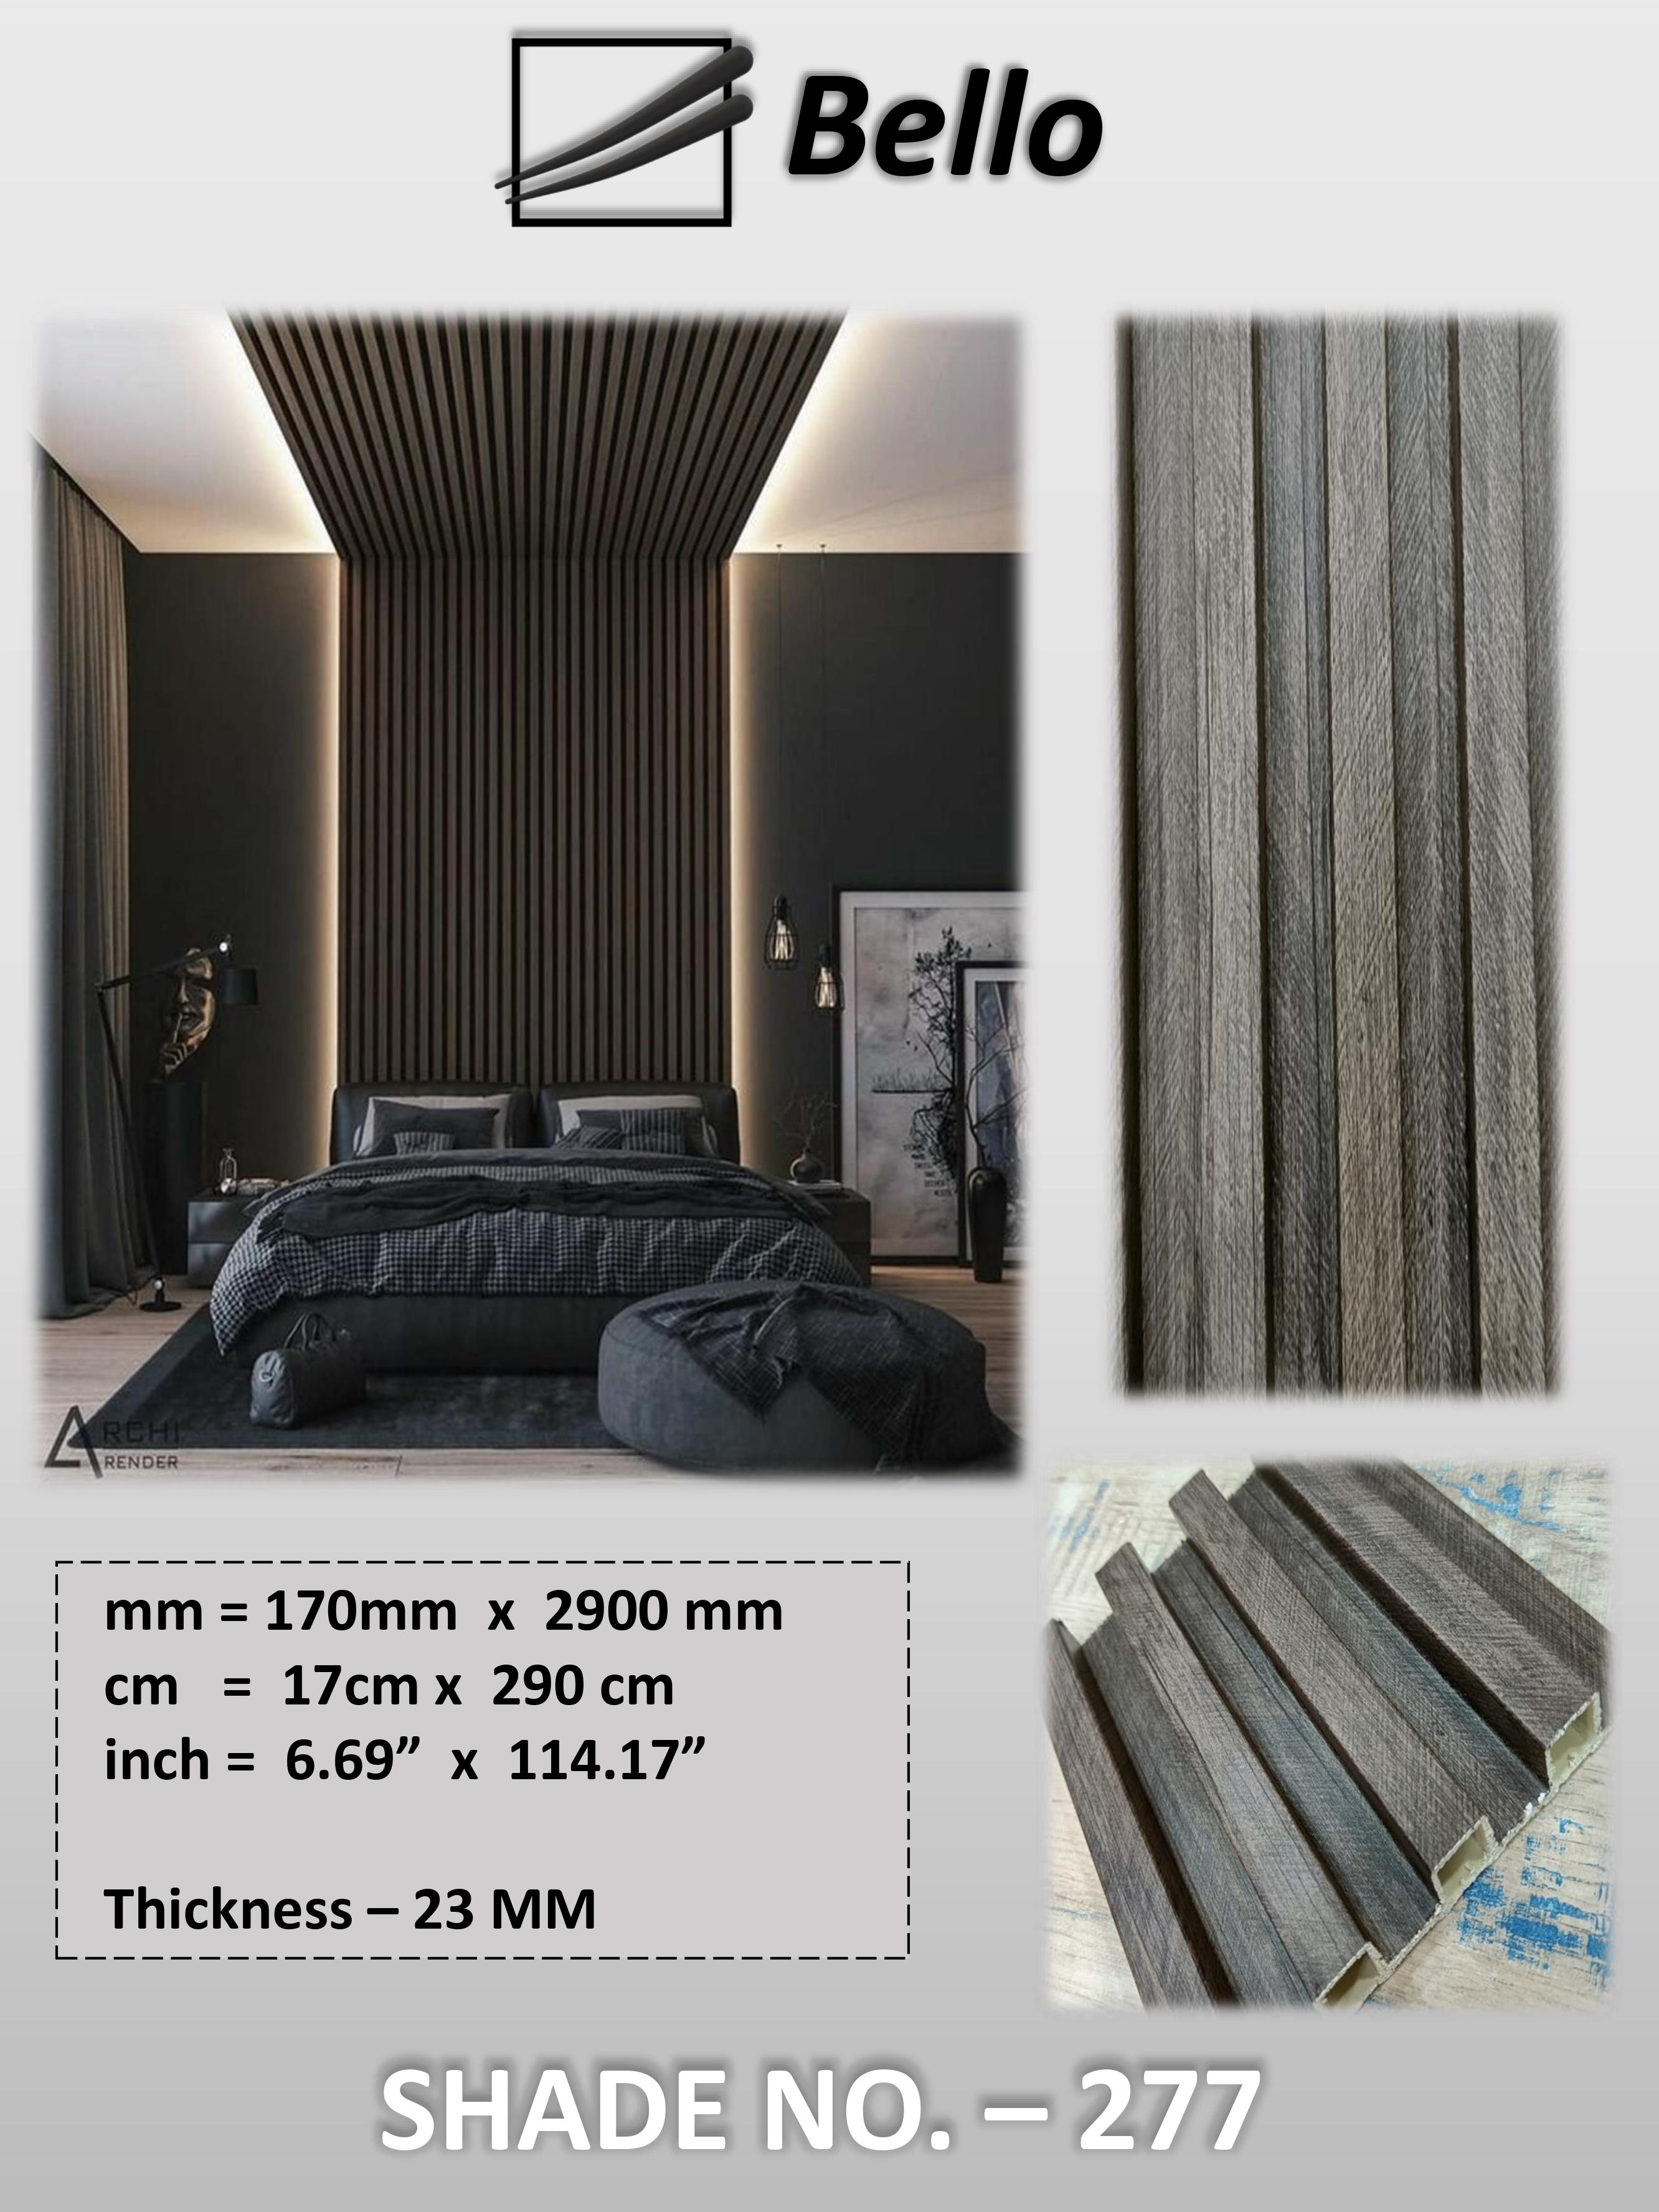 Bello
ARCHI
RENDER
mm = 170mm x 2900 mm
cm = 17cm x 290 cm
inch = 6.69” x 114.17”
Thickness – 23 MM
SHADE NO. – 277